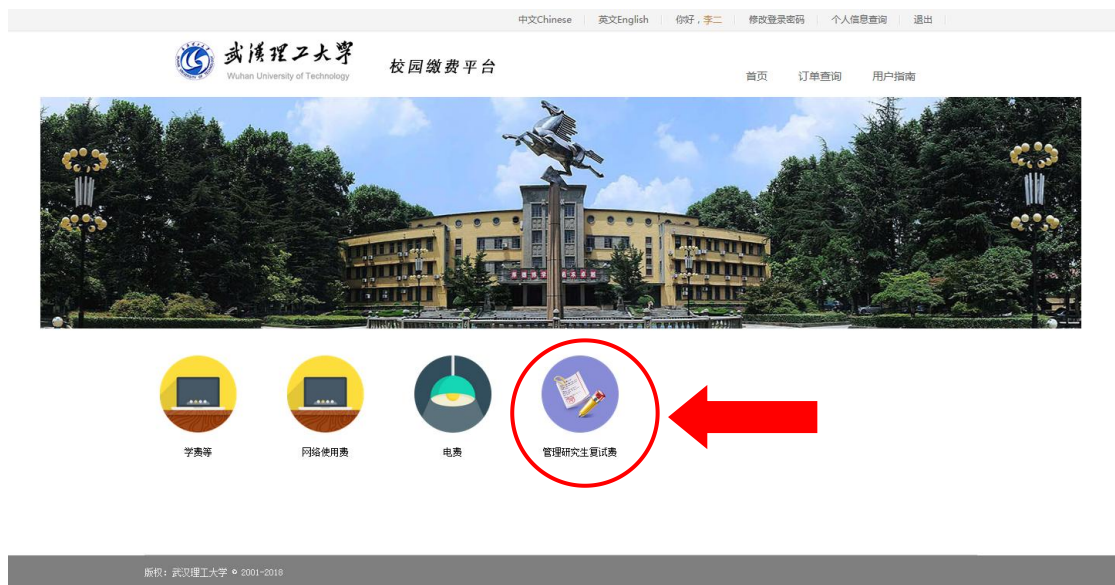 中文Chinese 英文English 你好，李二 修改登录密码 个人信息查询 退出
武漢理工大學
Wuhan University of Technology
校园缴费平台
首页 订单查询 用户指南
学费等 网络使用费 电费 管理研究生复试费
版权：武汉理工大学 © 2001-2016